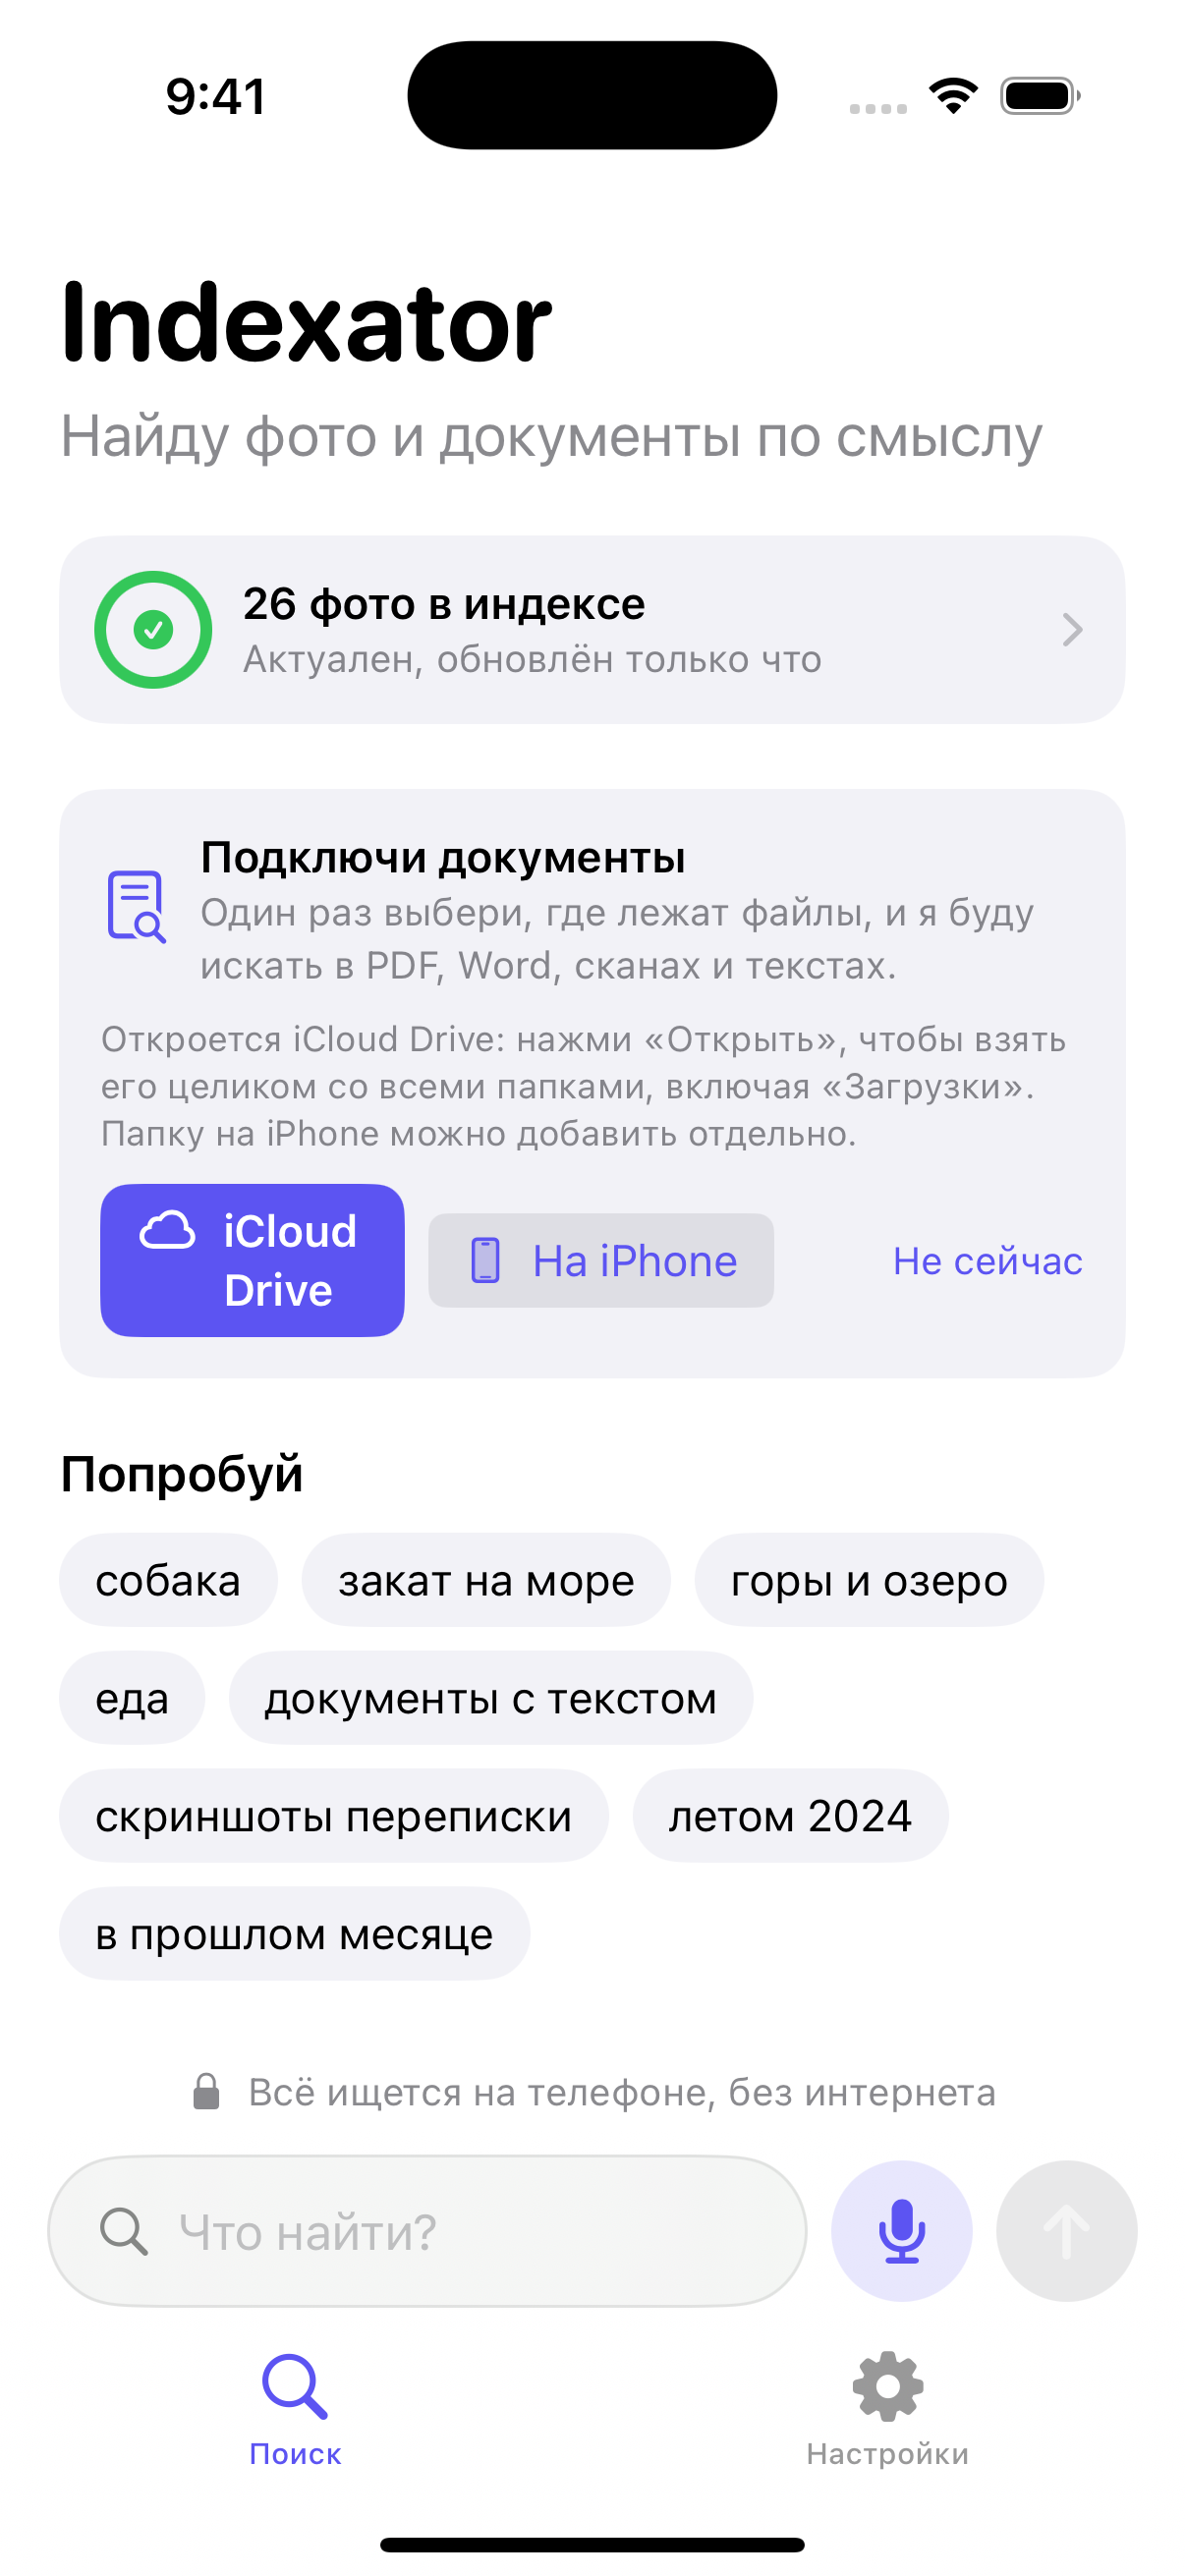 9:41
Indexator
Найду фото и документы по смыслу
26 фото в индексе
Актуален, обновлён только что
Подключи документы
Один раз выбери, где лежат файлы, и я буду
искать в PDF, Word, сканах и текстах.
Откроется iCloud Drive: нажми «Открыть», чтобы взять
его целиком со всеми папками, включая «Загрузки».
Папку на iPhone можно добавить отдельно.
iCloud
Drive
На iPhone
Не сейчас
Попробуй
собака
закат на море
горы и озеро
еда
документы с текстом
скриншоты переписки
летом 2024
в прошлом месяце
Всё ищется на телефоне, без интернета
Что найти?
Поиск
Настройки